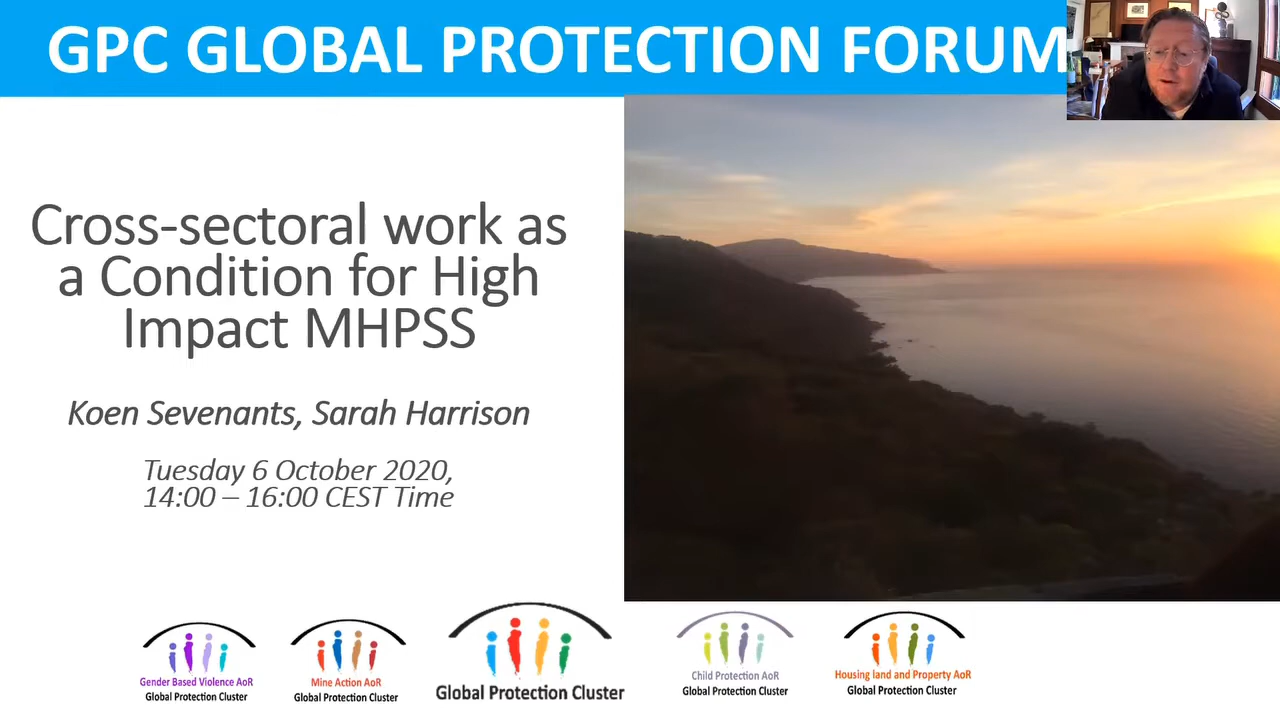 GPC GLOBAL PROTECTION FORUM
Cross-sectoral work as
a Condition for High
Impact MHPSS
Koen Sevenants, Sarah Harrison
Tuesday 6 October 2020,
14:00 – 16:00 CEST Time
Gender Based Violence AoR
Global Protection Cluster
Mine Action AoR
Global Protection Cluster
Global Protection Cluster
Child Protection AoR
Global Protection Cluster
Housing land and Property AoR
Global Protection Cluster